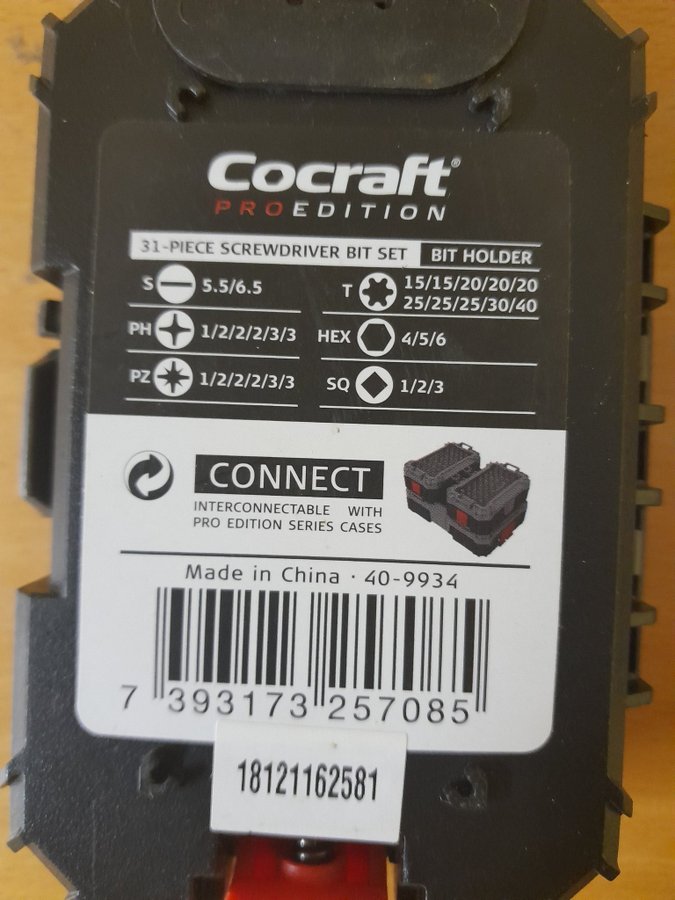 Cocraft®
PROEDITION
31-PIECE SCREWDRIVER BIT SET BIT HOLDER
S 5.5/6.5
T 15/15/20/20/20
25/25/25/30/40
PH 1/2/2/2/3/3
HEX 4/5/6
PZ 1/2/2/2/3/3
SQ 1/2/3
CONNECT
INTERCONNECTABLE WITH
PRO EDITION SERIES CASES
Made in China · 40-9934
7 393173 257085
18121162581